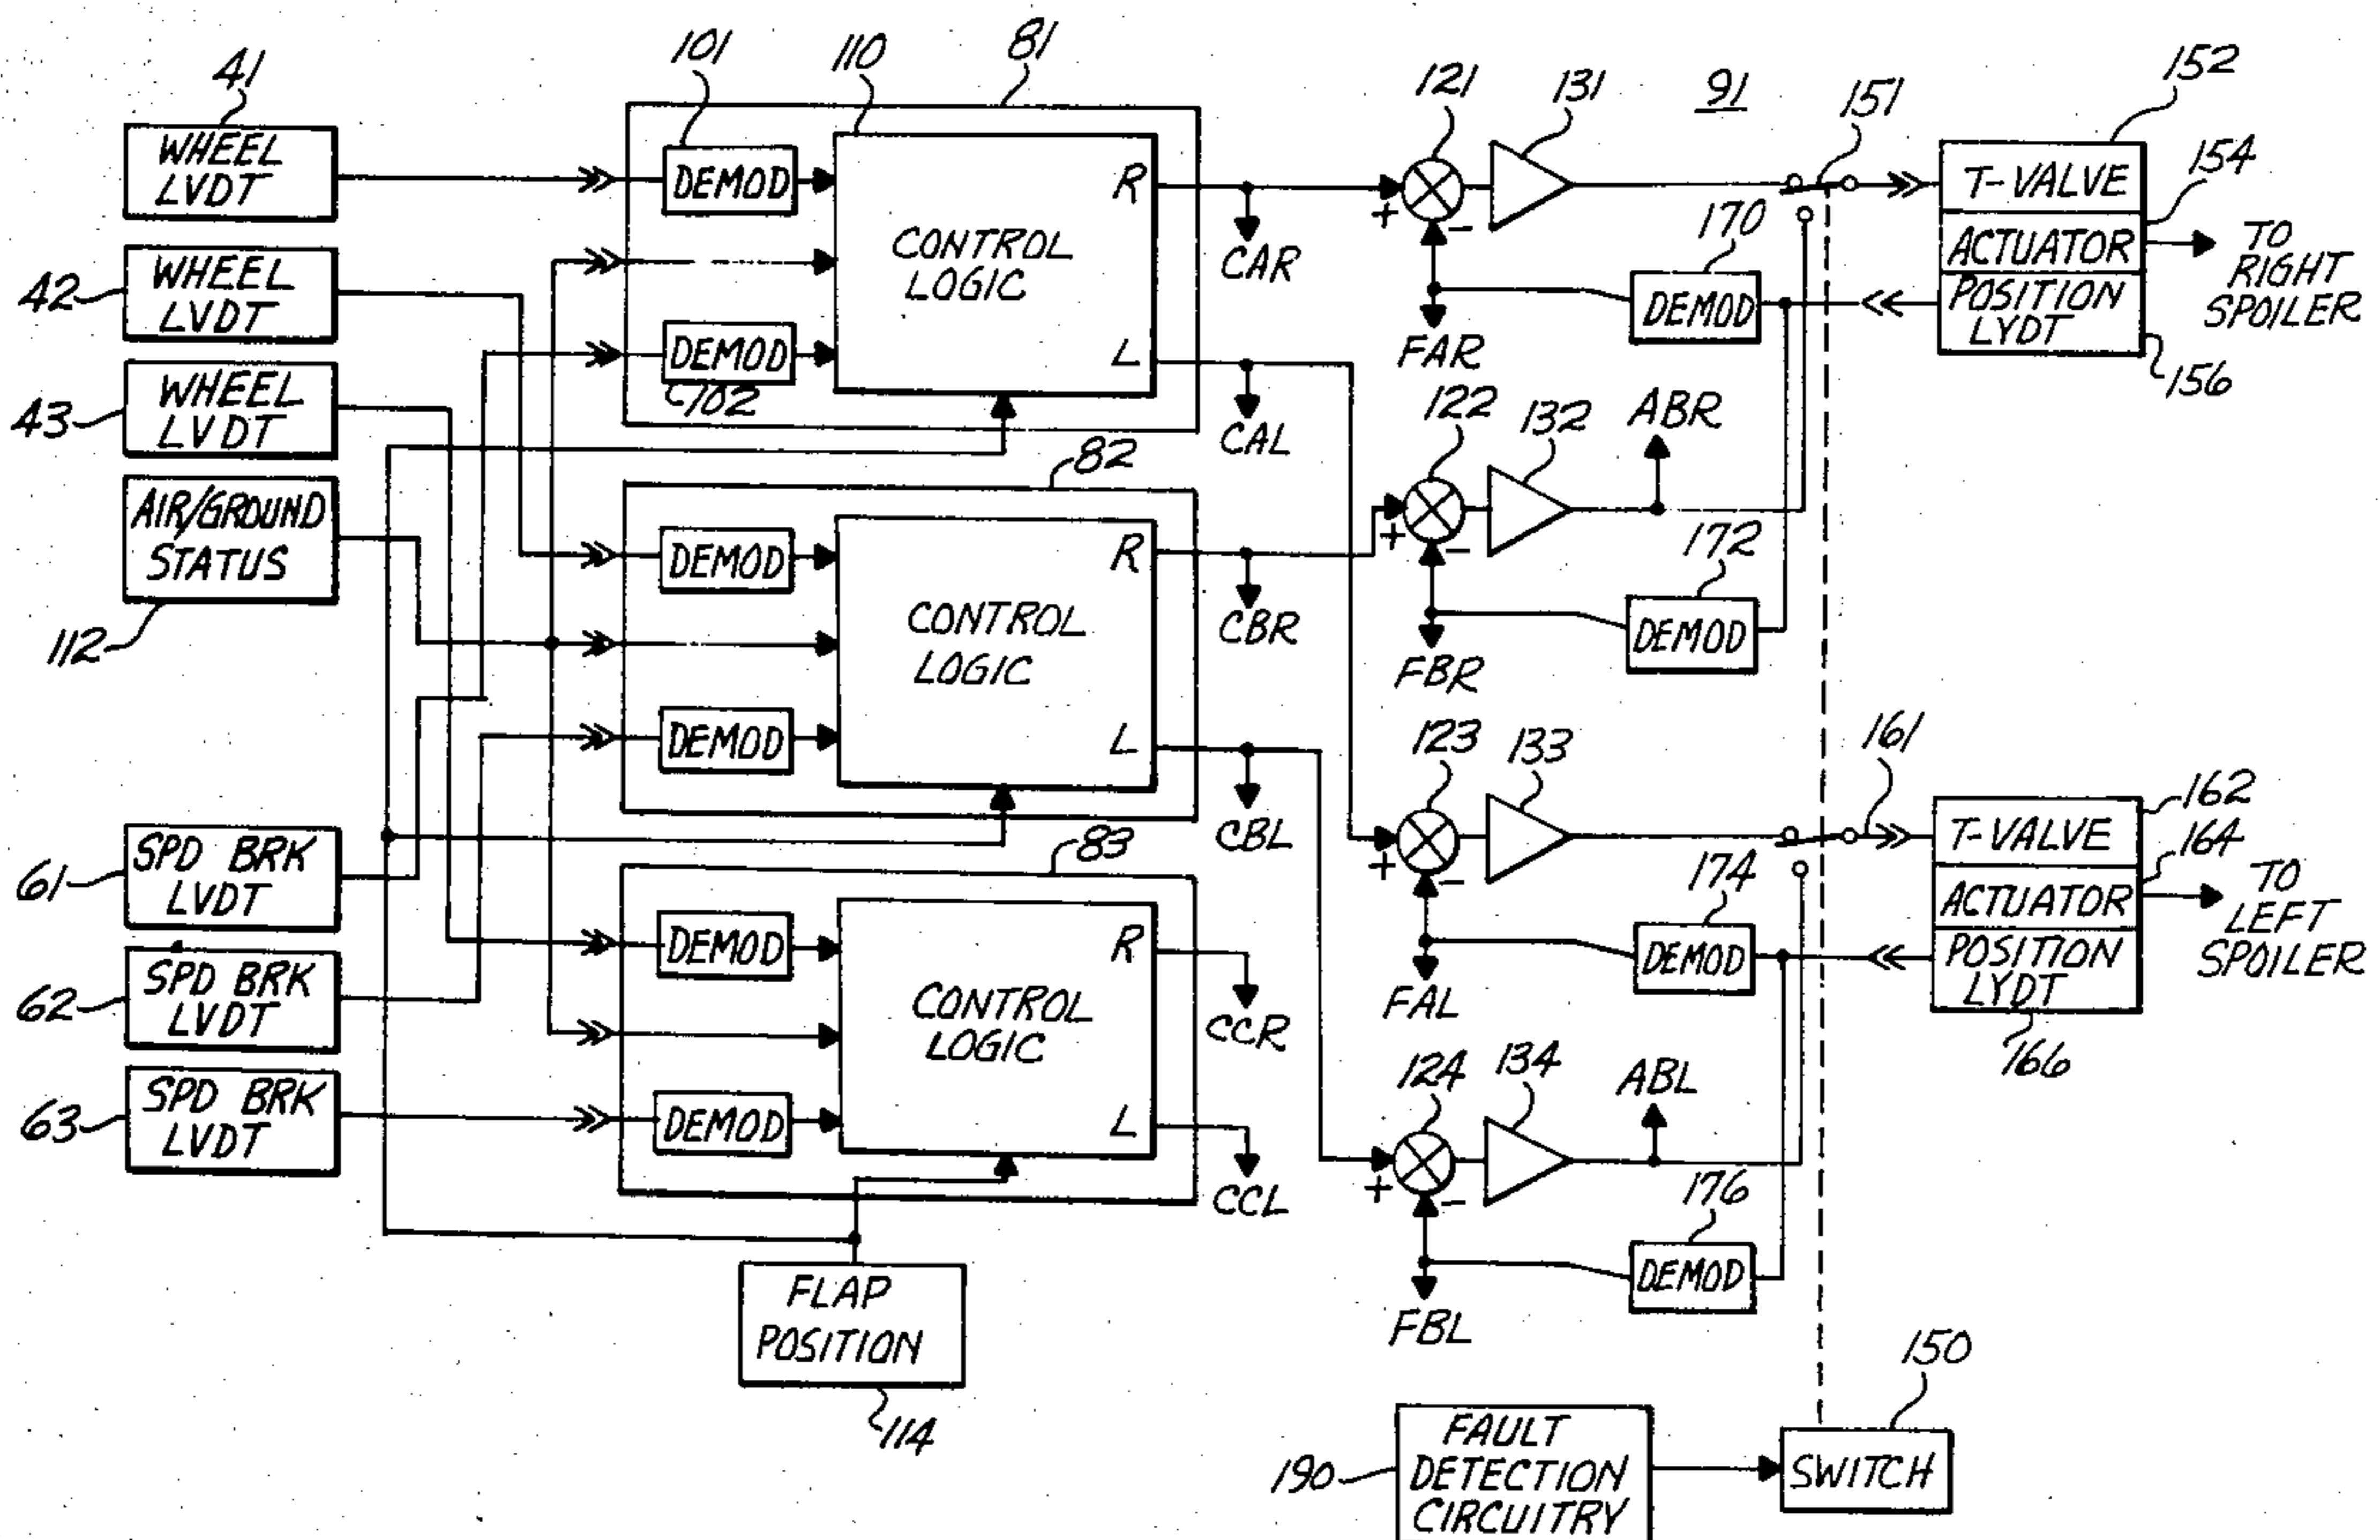 41
WHEEL
LVDT
42
WHEEL
LVDT
43
WHEEL
LVDT
AIR/GROUND
STATUS
112
61
SPD BRK
LVDT
62
SPD BRK
LVDT
63
SPD BRK
LVDT
101
110
81
DEMOD
CONTROL
LOGIC
R
L
DEMOD
102
CAR
CAL
82
DEMOD
CONTROL
LOGIC
R
L
DEMOD
CBR
CBL
83
DEMOD
CONTROL
LOGIC
R
L
DEMOD
CCR
CCL
FLAP
POSITION
114
121
131
91
151
152
+
-
T-VALVE
154
ACTUATOR
TO
RIGHT
SPOILER
POSITION
LYDT
156
170
DEMOD
FAR
122
132
ABR
+
-
172
DEMOD
FBR
123
133
161
162
+
-
T-VALVE
164
ACTUATOR
TO
LEFT
SPOILER
POSITION
LYDT
166
174
DEMOD
FAL
124
134
ABL
+
-
176
DEMOD
FBL
150
SWITCH
190
FAULT
DETECTION
CIRCUITRY